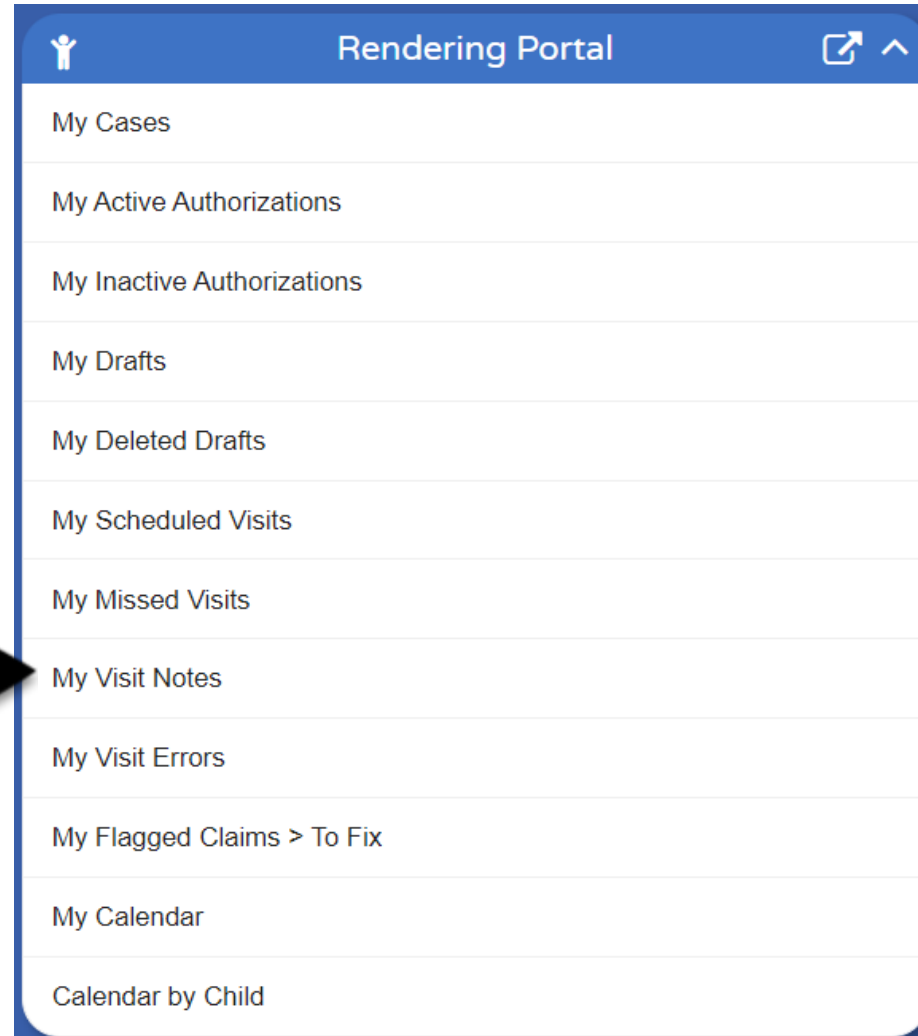 Rendering Portal
My Cases
My Active Authorizations
My Inactive Authorizations
My Drafts
My Deleted Drafts
My Scheduled Visits
My Missed Visits
My Visit Notes
My Visit Errors
My Flagged Claims > To Fix
My Calendar
Calendar by Child